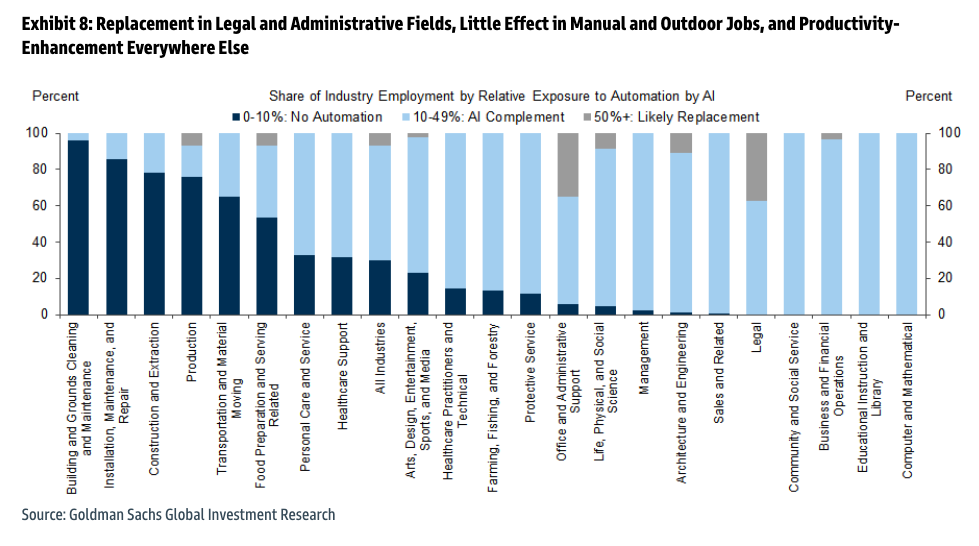 Exhibit 8: Replacement in Legal and Administrative Fields, Little Effect in Manual and Outdoor Jobs, and Productivity-
Enhancement Everywhere Else
Percent
Share of Industry Employment by Relative Exposure to Automation by AI
Percent
0-10%: No Automation
10-49%: AI Complement
50%+: Likely Replacement
100
80
60
40
20
0
100
80
60
40
20
0
Building and Grounds Cleaning
and Maintenance
Installation, Maintenance, and
Repair
Construction and Extraction
Production
Transportation and Material
Moving
Food Preparation and Serving
Related
Personal Care and Service
Healthcare Support
All Industries
Arts, Design, Entertainment,
Sports, and Media
Healthcare Practitioners and
Technical
Farming, Fishing, and Forestry
Protective Service
Office and Administrative
Support
Life, Physical, and Social
Science
Management
Architecture and Engineering
Sales and Related
Legal
Community and Social Service
Business and Financial
Operations
Educational Instruction and
Library
Computer and Mathematical
Source: Goldman Sachs Global Investment Research